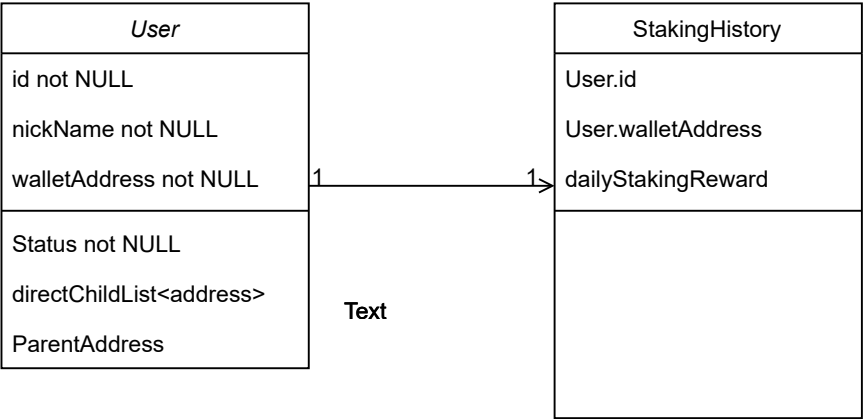 User
id not NULL
nickName not NULL
walletAddress not NULL
Status not NULL
directChildList<address>
ParentAddress
1
1
Text
StakingHistory
User.id
User.walletAddress
dailyStakingReward